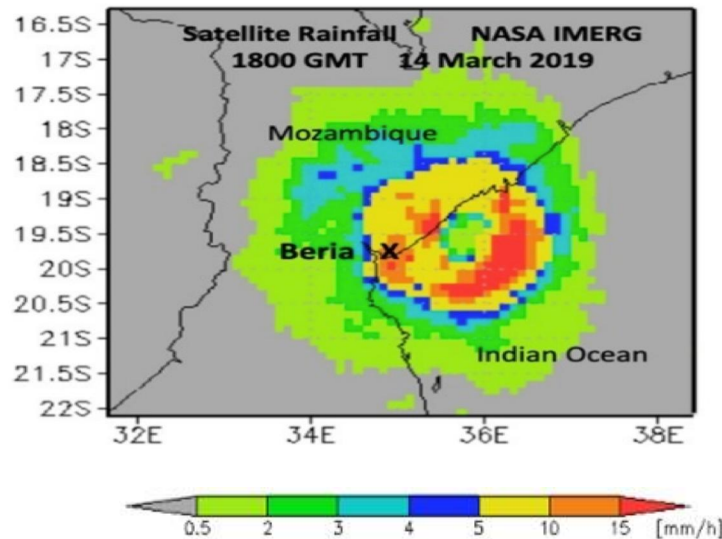 Satellite Rainfall NASA IMERG
1800 GMT 14 March 2019
16.5S
17S
17.5S
18S
Mozambique
18.5S
19S
19.5S
Beria X
20S
20.5S
21S
Indian Ocean
21.5S
22S
32E 34E 36E 38E
0.5 2 3 4 5 10 15 [mm/h]